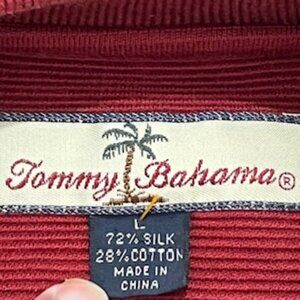 Tommy Bahama®
L
72% SILK
28% COTTON
MADE IN
CHINA